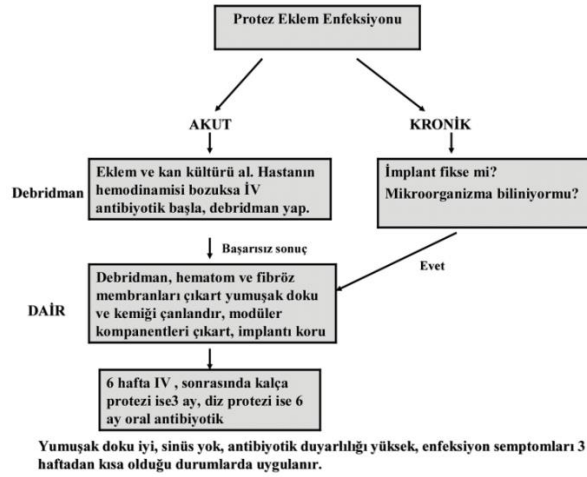 Protez Eklem Enfeksiyonu
AKUT
KRONİK
Debridman
Eklem ve kan kültürü al. Hastanın
hemodinamisi bozuksa İV
antibiyotik başla, debridman yap.
İmplant fikse mi?
Mikroorganizma biliniyormu?
Başarısız sonuç
Evet
DAİR
Debridman, hematom ve fibröz
membranları çıkart yumuşak doku
ve kemiği çanlandır, modüler
kompanentleri çıkart, implantı koru
6 hafta IV , sonrasında kalça
protezi ise3 ay, diz protezi ise 6
ay oral antibiyotik
Yumuşak doku iyi, sinüs yok, antibiyotik duyarlılığı yüksek, enfeksiyon semptomları 3
haftadan kısa olduğu durumlarda uygulanır.